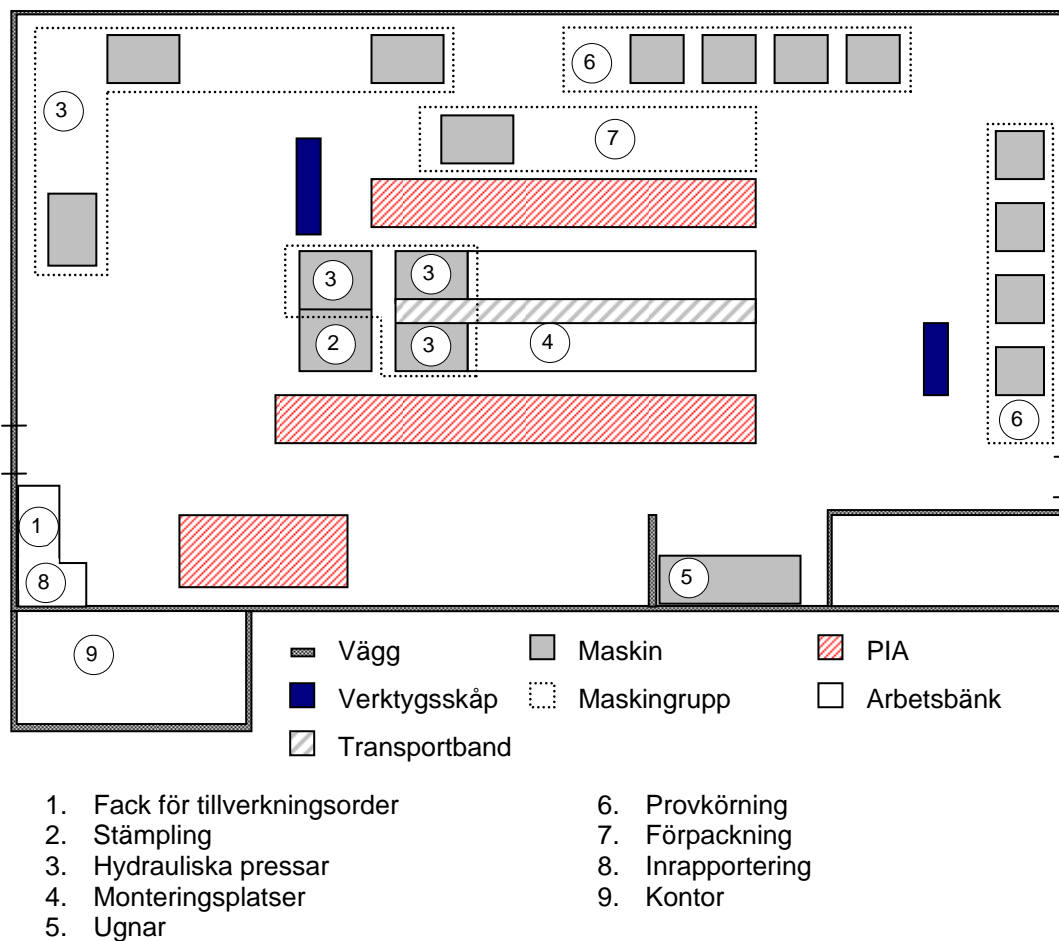 6
3
7
3
3
2
3
4
6
1
8
5
9
Vägg
Maskin
PIA
Verktygsskåp
Maskingrupp
Arbetsbänk
Transportband
1. Fack för tillverkningsorder
2. Stämpling
3. Hydrauliska pressar
4. Monteringsplatser
5. Ugnar
6. Provkörning
7. Förpackning
8. Inrapportering
9. Kontor